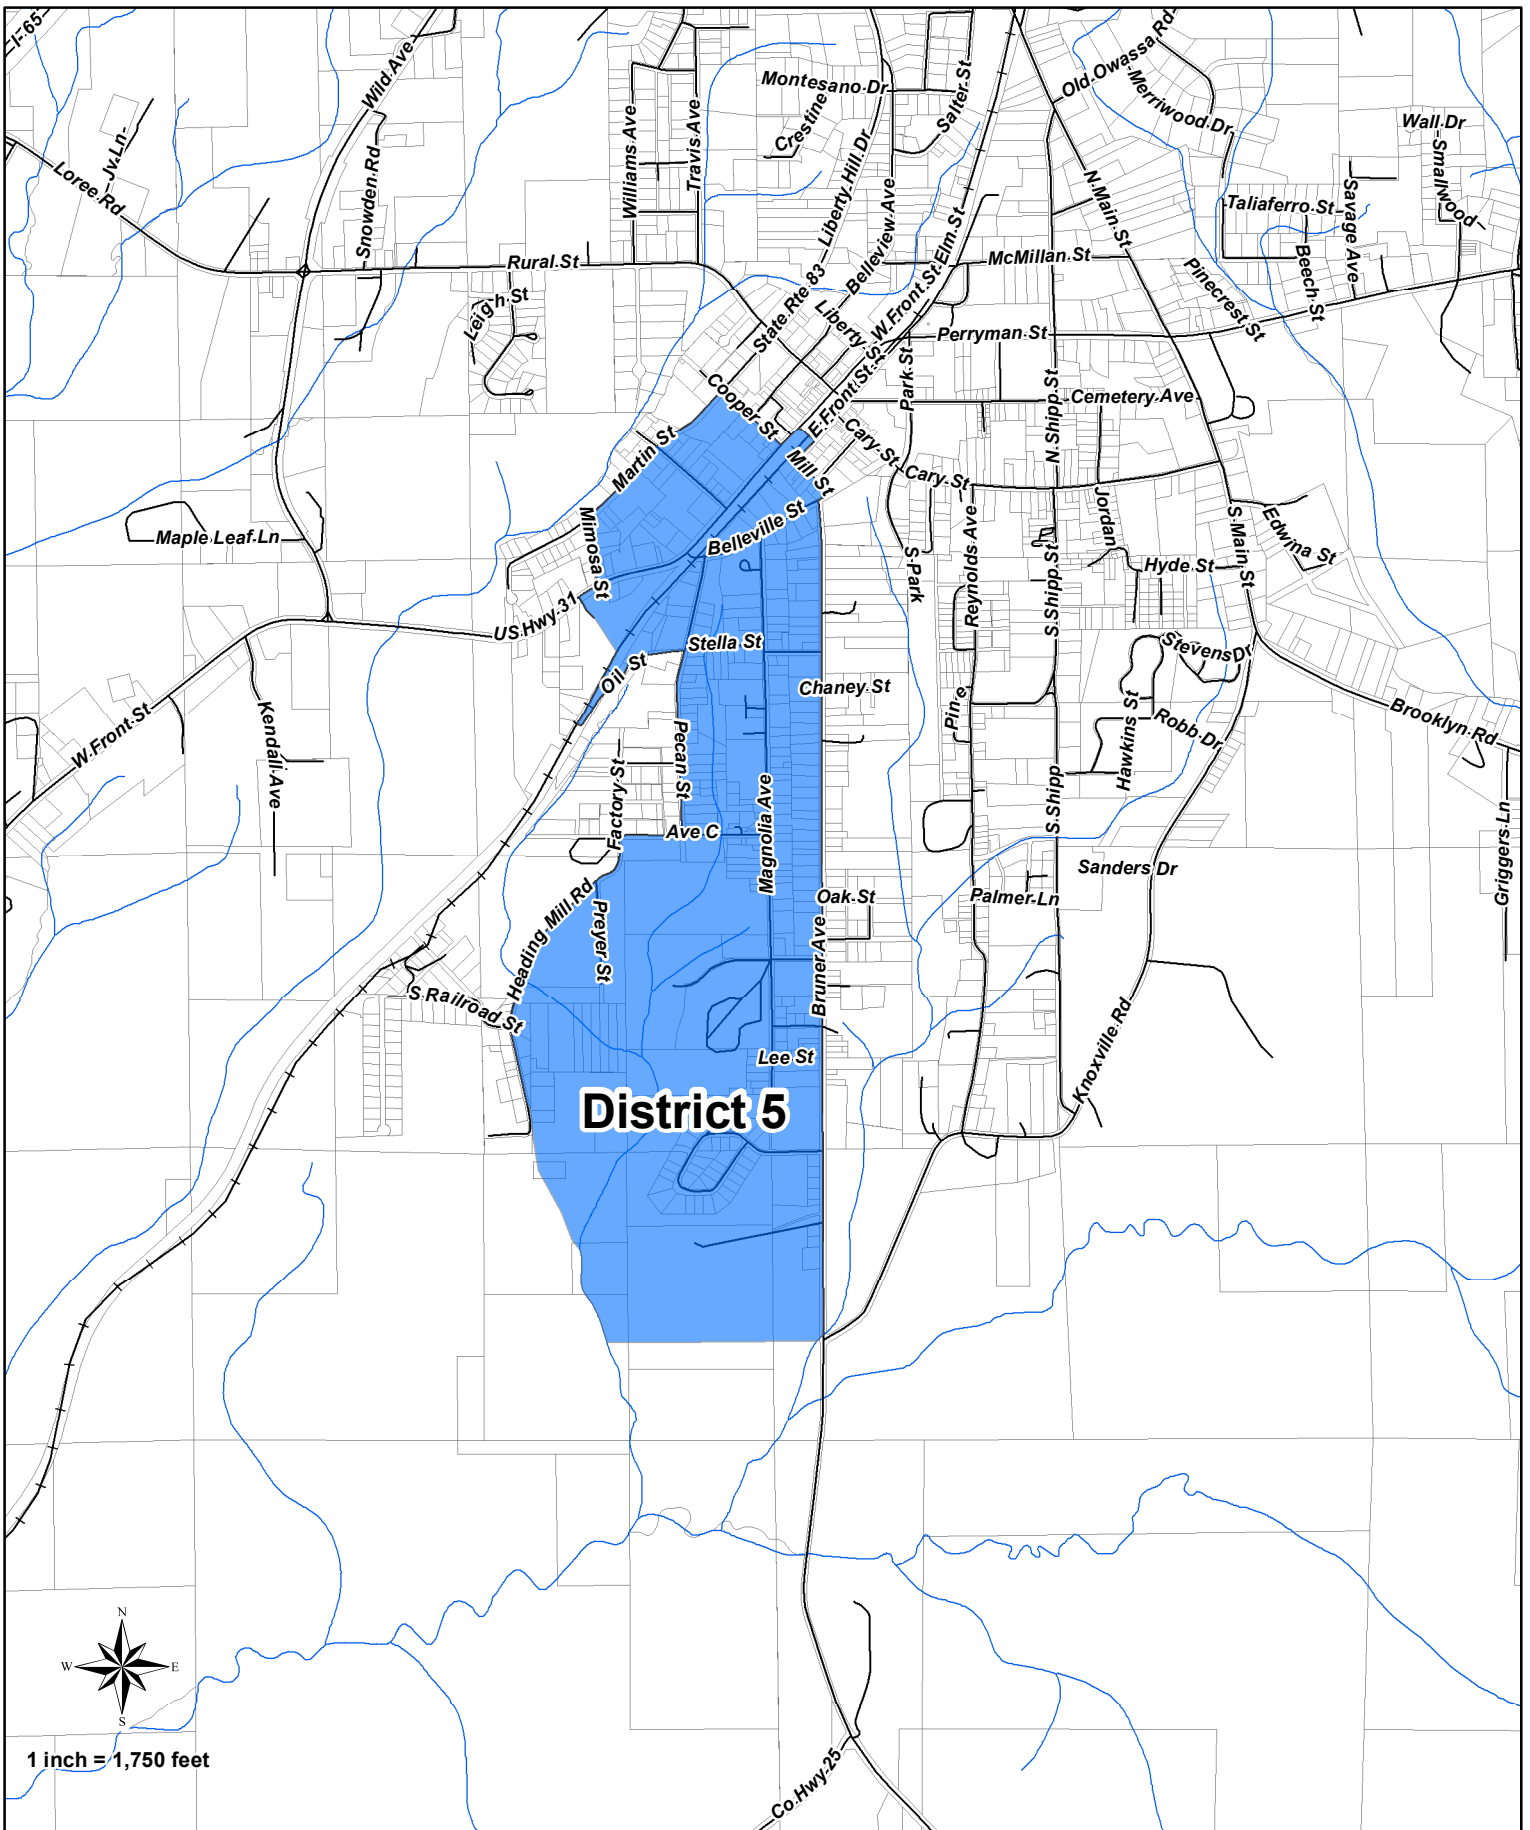 I-65
Wild Ave
Jv Ln
Loree Rd
Snowden Rd
Williams Ave
Travis Ave
Montesano Dr
Crestine
Salter St
Liberty Hill Dr
Belleview Ave
Old Owassa Rd
Merriwood Dr
Wall Dr
Smallwood
Savage Ave
Taliaferro St
Beech St
N Main St
Pinecrest St
McMillan St
Elm St
W Front St
Rural St
Leigh St
State Rte 83
Liberty St
Perryman St
Park St
E Front St
Cooper St
Cemetery Ave
N Shipp St
Cary St
Cary St
Mill St
Martin St
Mimosa St
Belleville St
Maple Leaf Ln
US Hwy 31
S Park
Reynolds Ave
Jordan
S Main St
Edwina St
Hyde St
S Shipp St
Stevens Dr
Stella St
Oil St
Chaney St
Pine
Hawkins St
Robb Dr
Brooklyn Rd
W Front St
Kendall Ave
Pecan St
Factory St
Magnolia Ave
Ave C
S Shipp
Sanders Dr
Griggers Ln
Heading Mill Rd
Preyer St
Oak St
Palmer Ln
Bruner Ave
S Railroad St
Lee St
Knoxville Rd
District 5
N
W
E
S
1 inch = 1,750 feet
Co Hwy 25